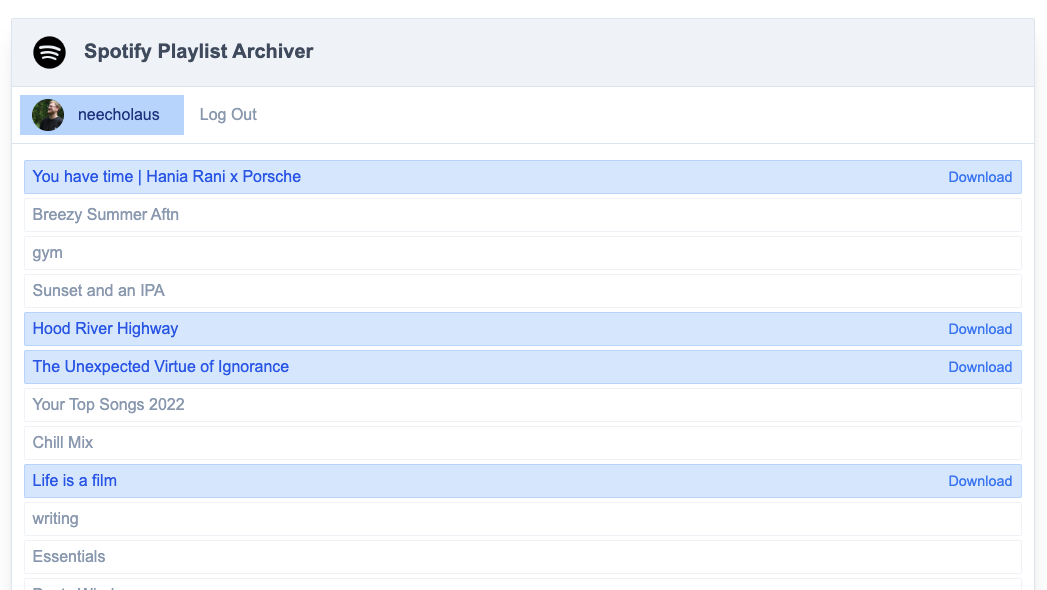 Spotify Playlist Archiver
neecholaus Log Out
You have time | Hania Rani x Porsche Download
Breezy Summer Aftn
gym
Sunset and an IPA
Hood River Highway Download
The Unexpected Virtue of Ignorance Download
Your Top Songs 2022
Chill Mix
Life is a film Download
writing
Essentials